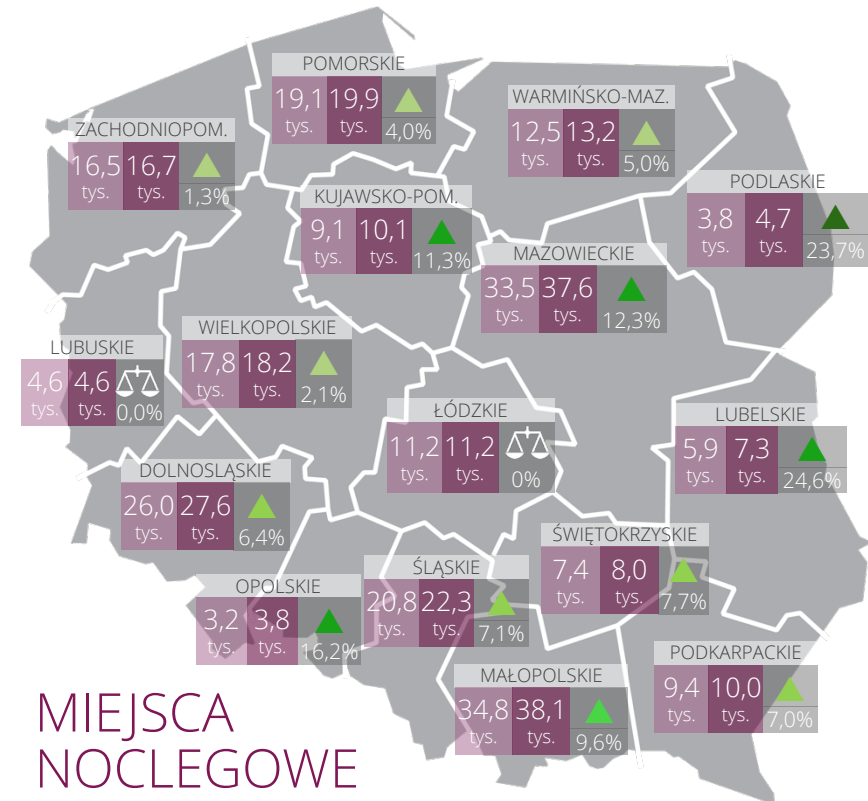 POMORSKIE
19,1 19,9
tys. tys. 4,0%
WARMIŃSKO-MAZ.
12,5 13,2
tys. tys. 5,0%
ZACHODNIOPOM.
16,5 16,7
tys. tys. 1,3%
PODLASKIE
3,8 4,7
tys. tys. 23,7%
KUJAWSKO-POM.
9,1 10,1
tys. tys. 11,3%
MAZOWIECKIE
33,5 37,6
tys. tys. 12,3%
WIELKOPOLSKIE
17,8 18,2
tys. tys. 2,1%
LUBUSKIE
4,6 4,6
tys. tys. 0,0%
ŁÓDZKIE
11,2 11,2
tys. tys. 0%
LUBELSKIE
5,9 7,3
tys. tys. 24,6%
DOLNOSLĄSKIE
26,0 27,6
tys. tys. 6,4%
ŚWIĘTOKRZYSKIE
7,4 8,0
tys. tys. 7,7%
ŚLĄSKIE
20,8 22,3
tys. tys. 7,1%
OPOLSKIE
3,2 3,8
tys. tys. 16,2%
PODKARPACKIE
9,4 10,0
tys. tys. 7,0%
MAŁOPOLSKIE
34,8 38,1
tys. tys. 9,6%
MIEJSCA
NOCLEGOWE